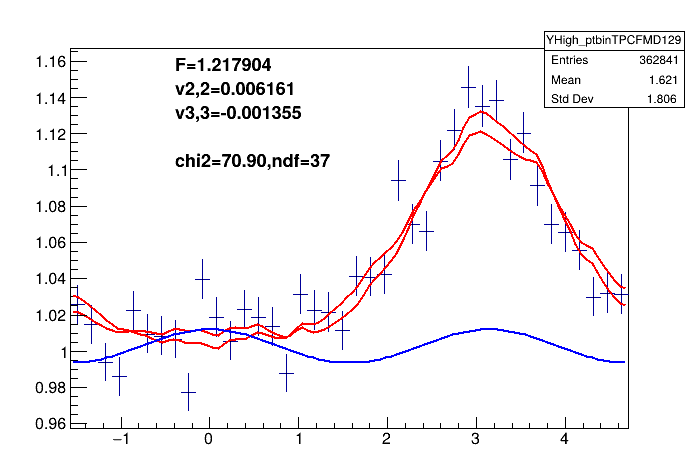 YHigh_ptbinTPCFMD129
Entries 362841
Mean 1.621
Std Dev 1.806
F=1.217904
v2,2=0.006161
v3,3=-0.001355
chi2=70.90,ndf=37
1.16
1.14
1.12
1.1
1.08
1.06
1.04
1.02
1
0.98
0.96
−1 0 1 2 3 4